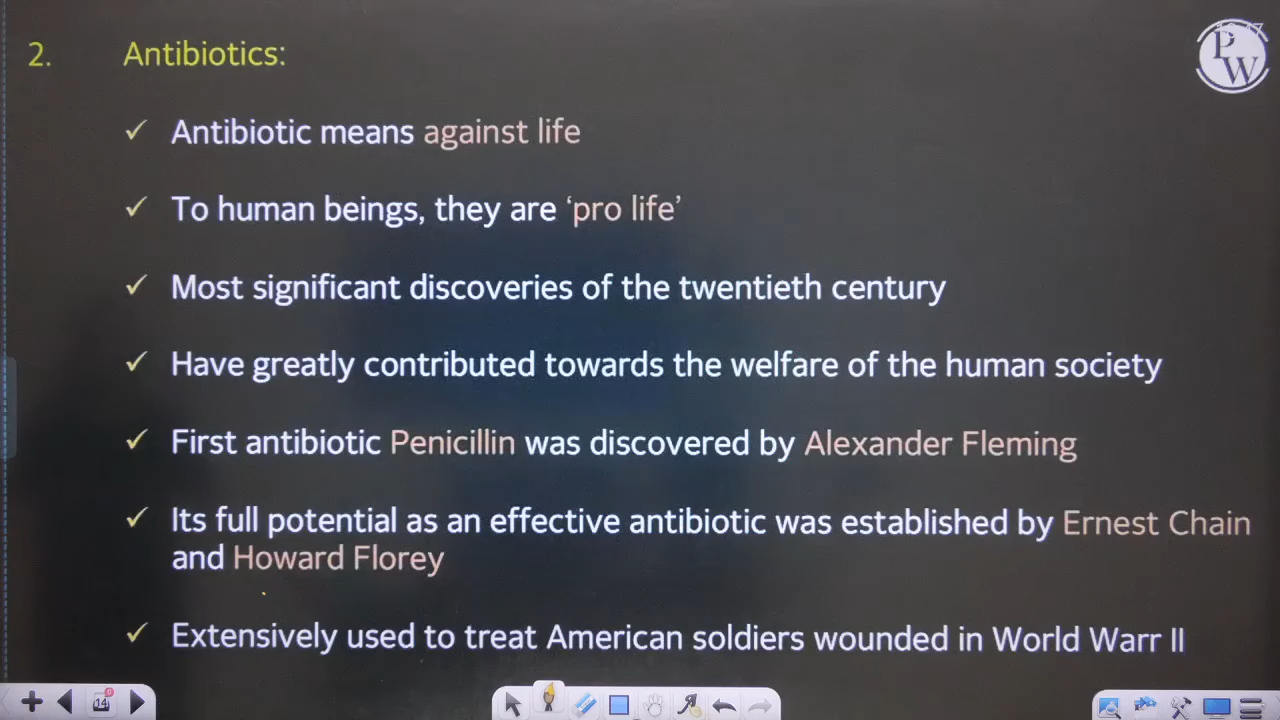 2. Antibiotics:
PW
✓ Antibiotic means against life
✓ To human beings, they are ‘pro life’
✓ Most significant discoveries of the twentieth century
✓ Have greatly contributed towards the welfare of the human society
✓ First antibiotic Penicillin was discovered by Alexander Fleming
✓ Its full potential as an effective antibiotic was established by Ernest Chain
and Howard Florey
✓ Extensively used to treat American soldiers wounded in World Warr II
14